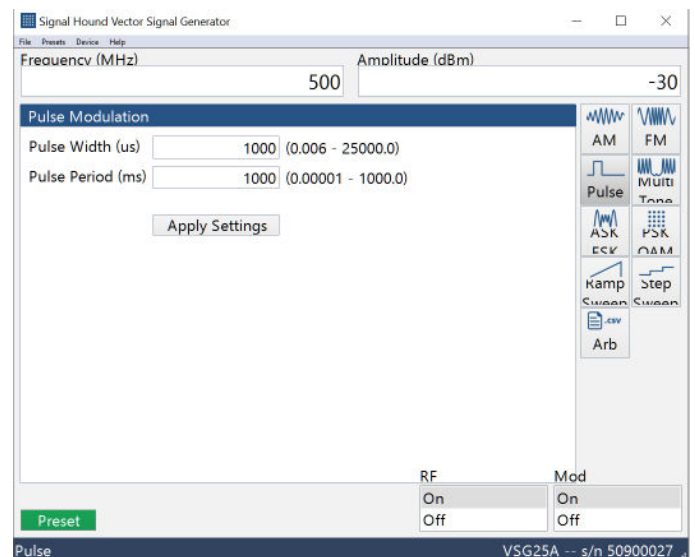 Signal Hound Vector Signal Generator
File Presets Device Help
Frequency (MHz) Amplitude (dBm)
500 -30
Pulse Modulation
Pulse Width (us) 1000 (0.006 - 25000.0)
Pulse Period (ms) 1000 (0.00001 - 1000.0)
Apply Settings
AM FM
Pulse Multi Tone
ASK FSK PSK QAM
Ramp Sweep Step Sweep
.csv
Arb
RF Mod
On On
Off Off
Preset
Pulse VSG25A -- s/n 50900027